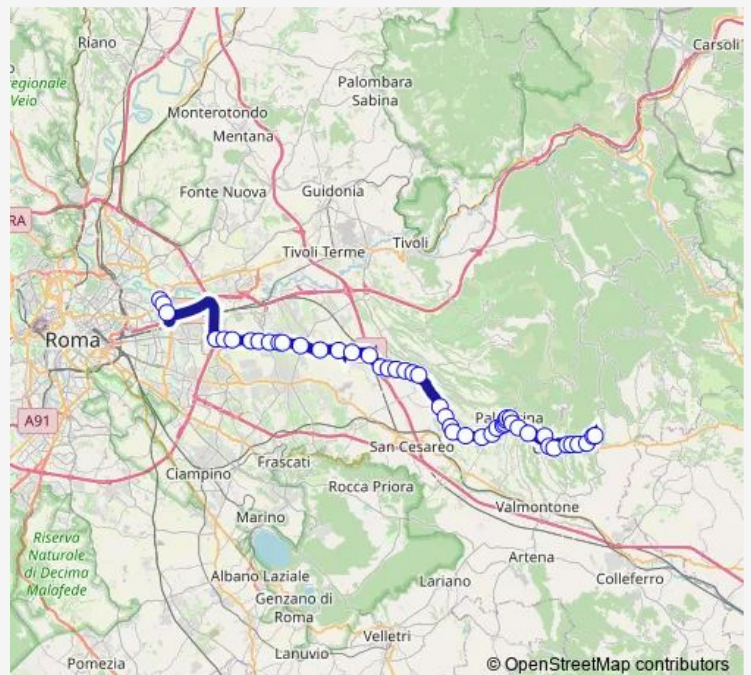 Riano
Carsoli
regionale
Veio
Palombara
Sabina
Monterotondo
Mentana
Fonte Nuova
Guidonia
RA
Tivoli Terme
Tivoli
Roma
A91
San Cesareo
Ciampino
Frascati
Rocca Priora
Valmontone
Marino
Riserva
Naturale
di Decima
Malafede
Artena
Colleferro
Albano Laziale
Lariano
Genzano di
Roma
Velletri
Lanuvio
Pomezia
© OpenStreetMap contributors